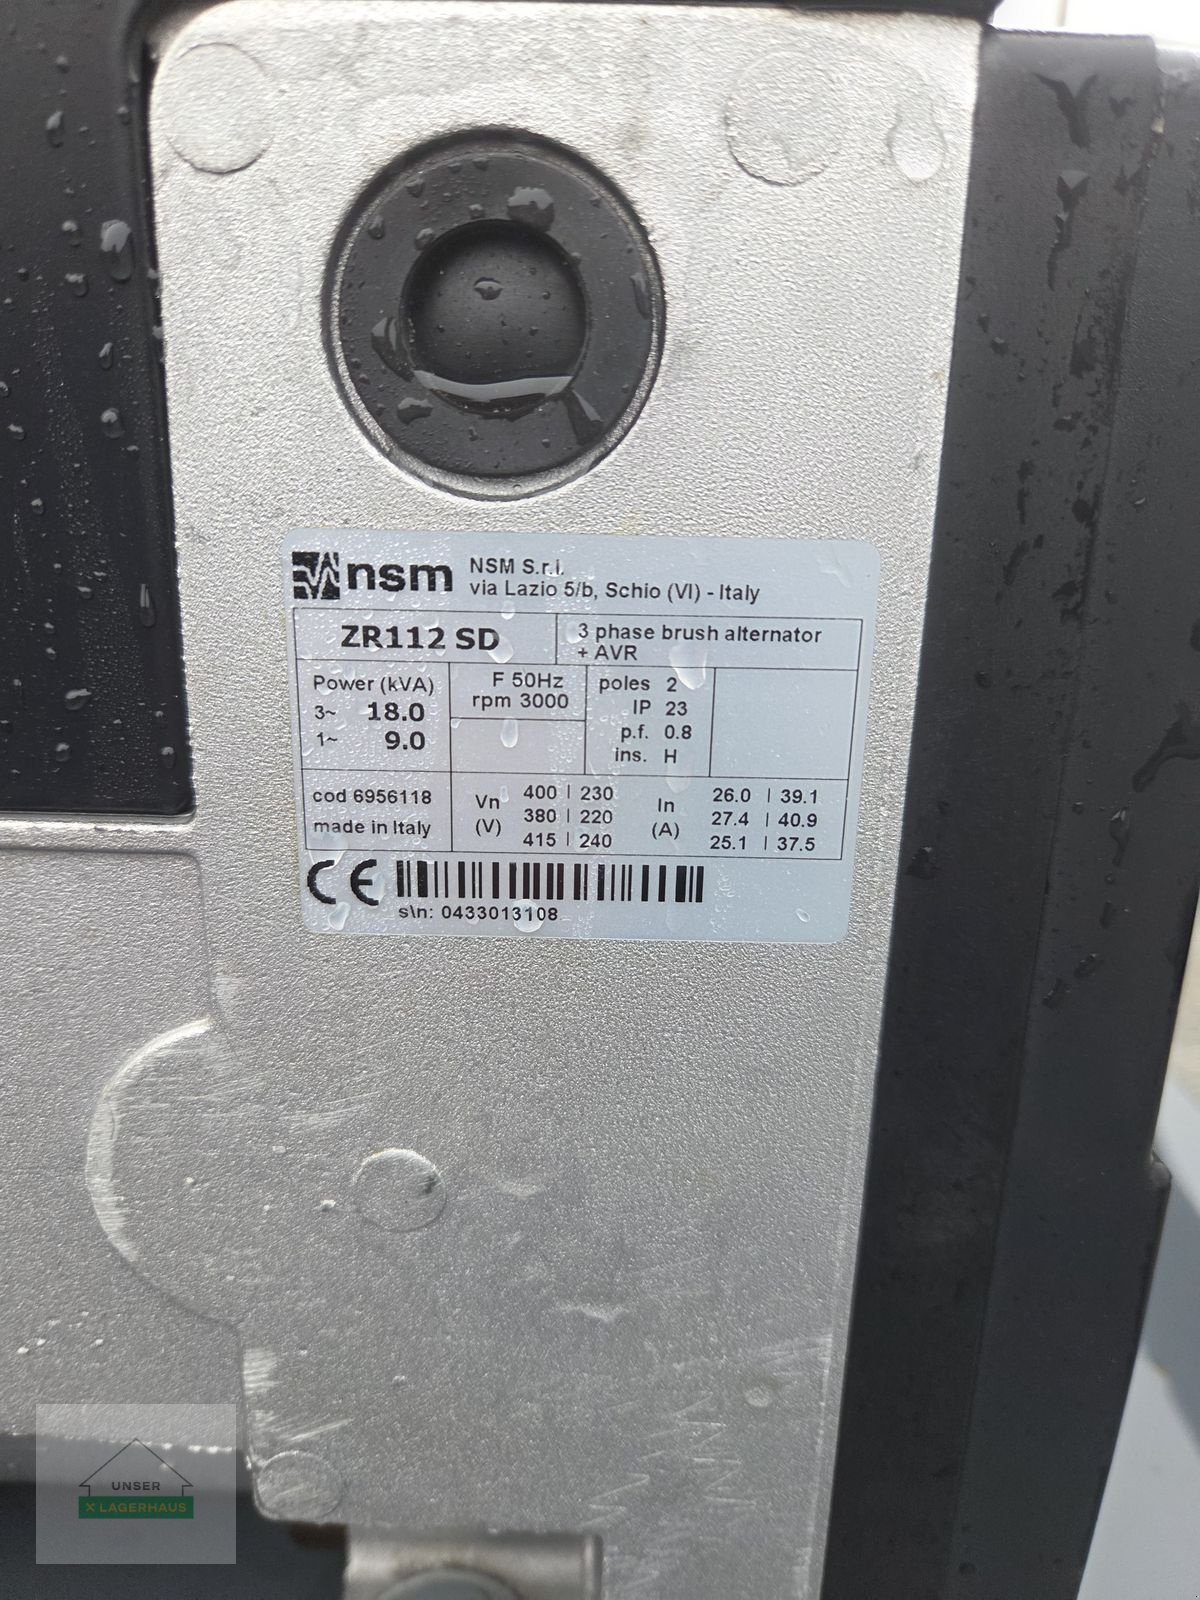 nsm
NSM S.r.l.
via Lazio 5/b, Schio (VI) - Italy
ZR112 SD
3 phase brush alternator
+ AVR
Power (kVA)
3~ 18.0
1~ 9.0
F 50Hz
rpm 3000
poles 2
IP 23
p.f. 0.8
ins. H
cod 6956118
made in Italy
Vn
(V)
400 | 230
380 | 220
415 | 240
In
(A)
26.0 | 39.1
27.4 | 40.9
25.1 | 37.5
CE
s\n: 0433013108
UNSER
X LAGERHAUS